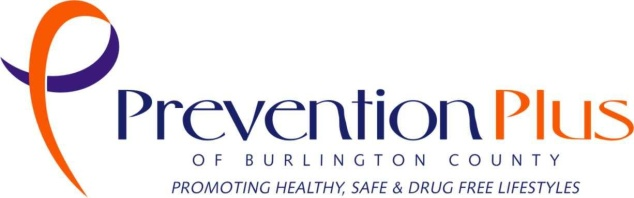 Prevention Plus
OF BURLINGTON COUNTY
PROMOTING HEALTHY, SAFE & DRUG FREE LIFESTYLES